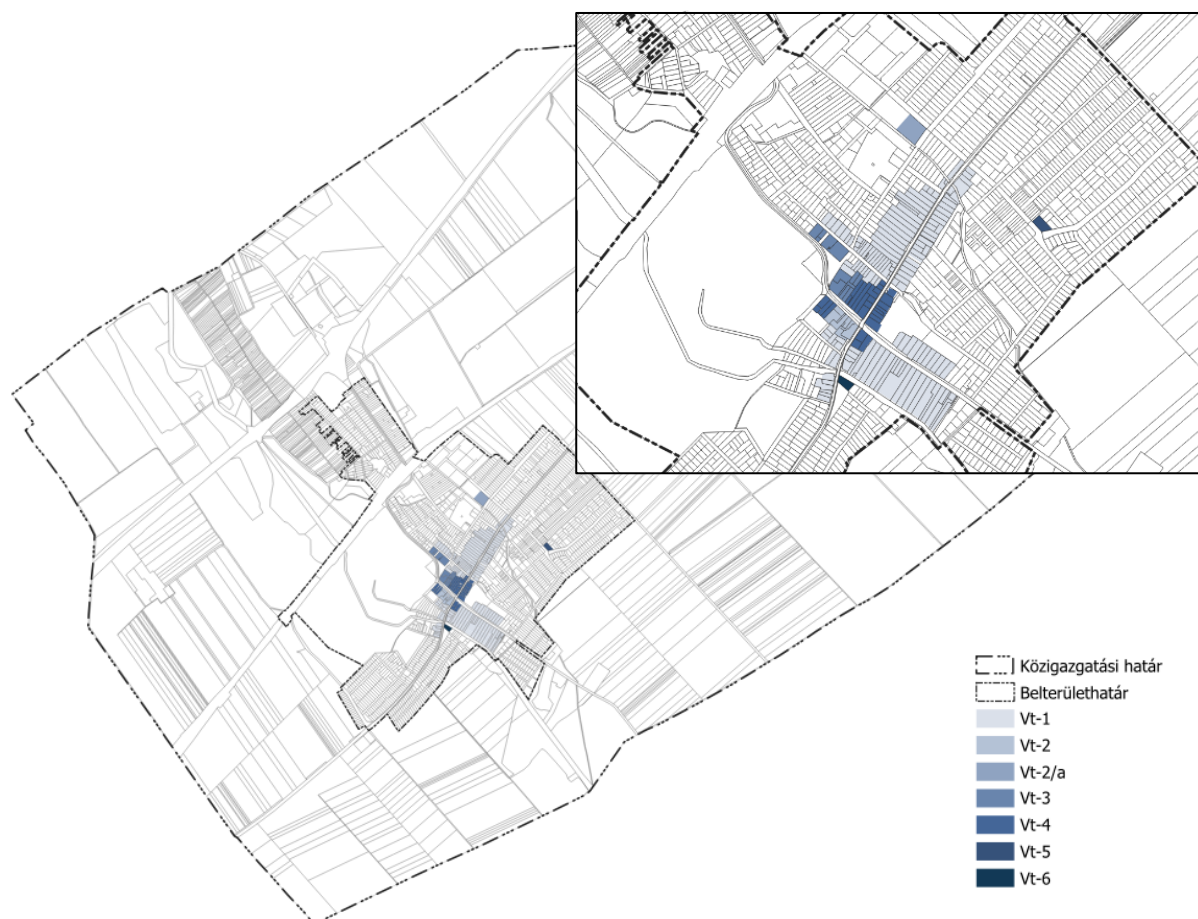 Közigazgatási határ
Belterülethatár
Vt-1
Vt-2
Vt-2/a
Vt-3
Vt-4
Vt-5
Vt-6